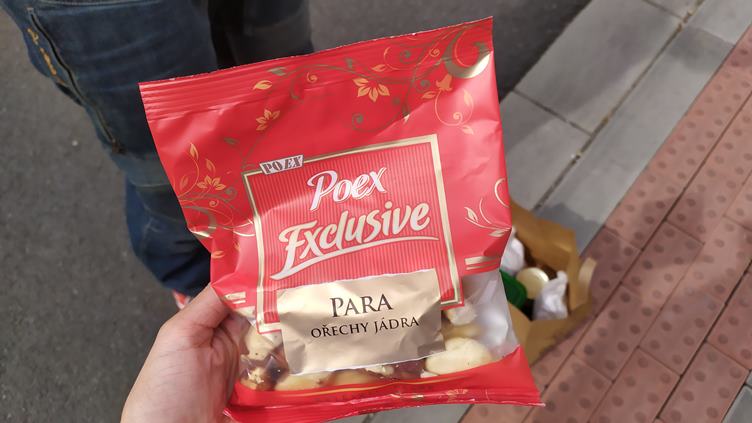 POEX
Poex
Exclusive
PARA
OŘECHY JÁDRA